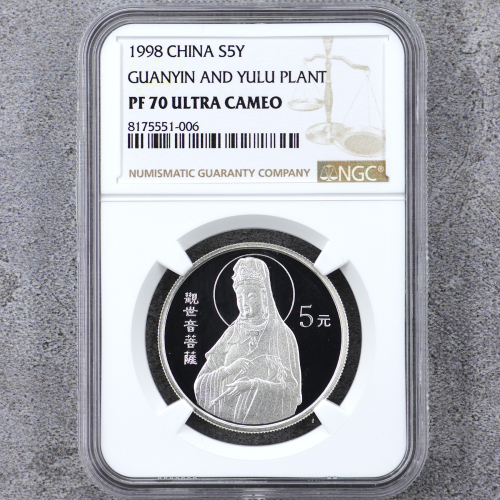 1998 CHINA S5Y
GUANYIN AND YULU PLANT
PF 70 ULTRA CAMEO
8175551-006
NUMISMATIC GUARANTY COMPANY
NGC®
觀世音菩薩
5元